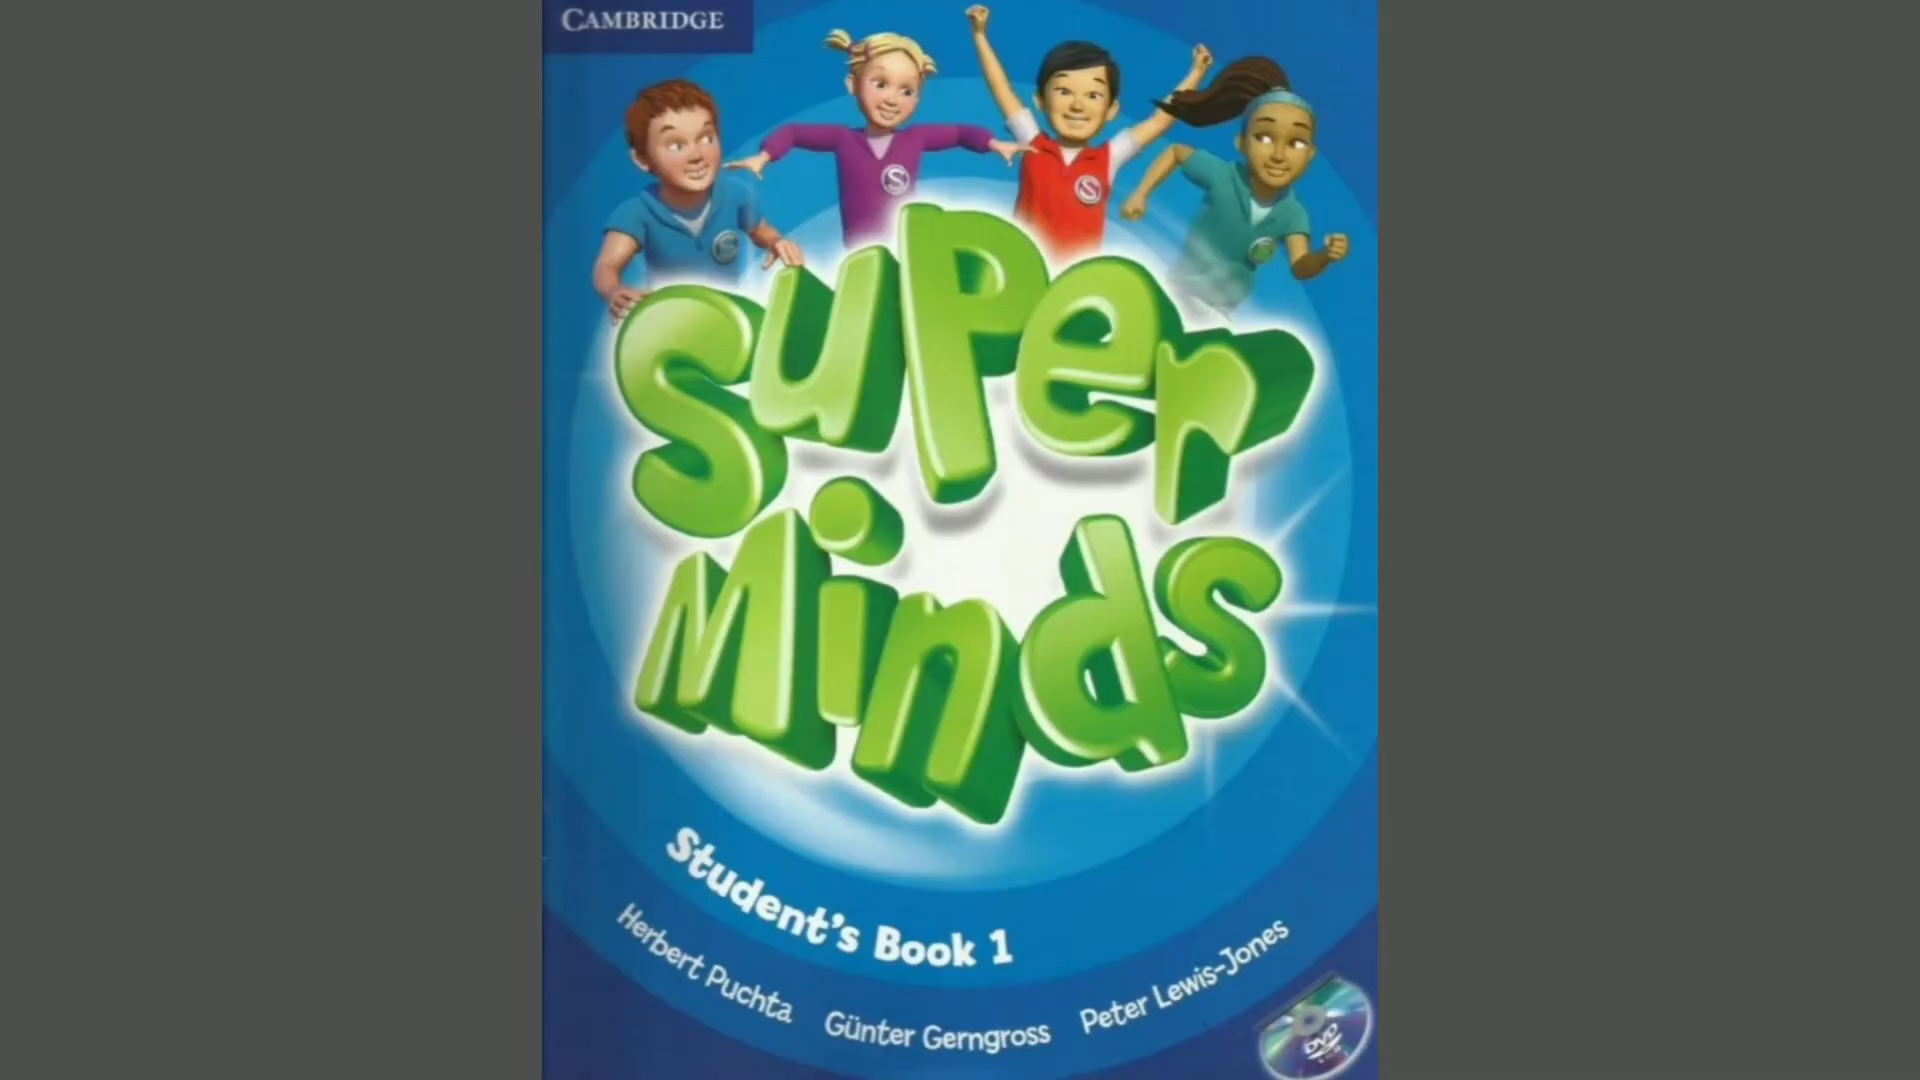 CAMBRIDGE
Super
Minds
Student's Book 1
Herbert Puchta
Günter Gerngross
Peter Lewis-Jones
DVD